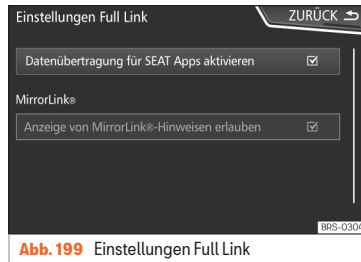 Einstellungen Full Link
ZURÜCK
Datenübertragung für SEAT Apps aktivieren
MirrorLink®
Anzeige von MirrorLink®-Hinweisen erlauben
BRS-0304
Abb. 199 Einstellungen Full Link